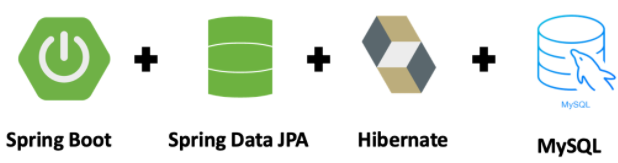 MySQL
Spring Boot
Spring Data JPA
Hibernate
MySQL